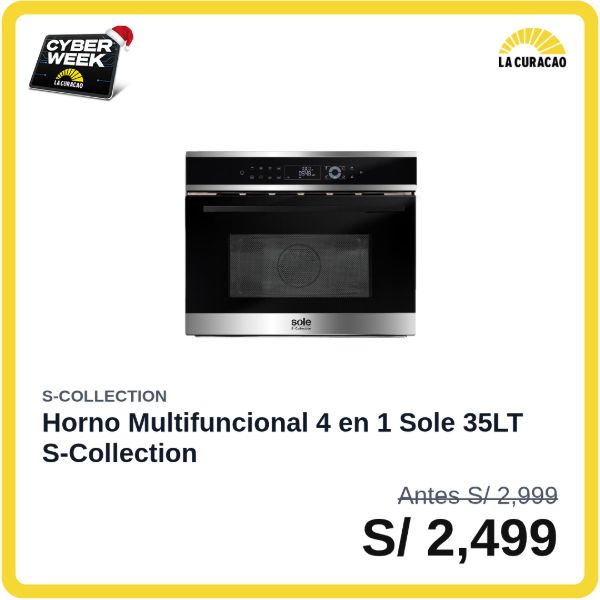 CYBER
WEEK
LA CURACAO
LA CURACAO
sole
S-Collection
S-COLLECTION
Horno Multifuncional 4 en 1 Sole 35LT
S-Collection
Antes S/ 2,999
S/ 2,499